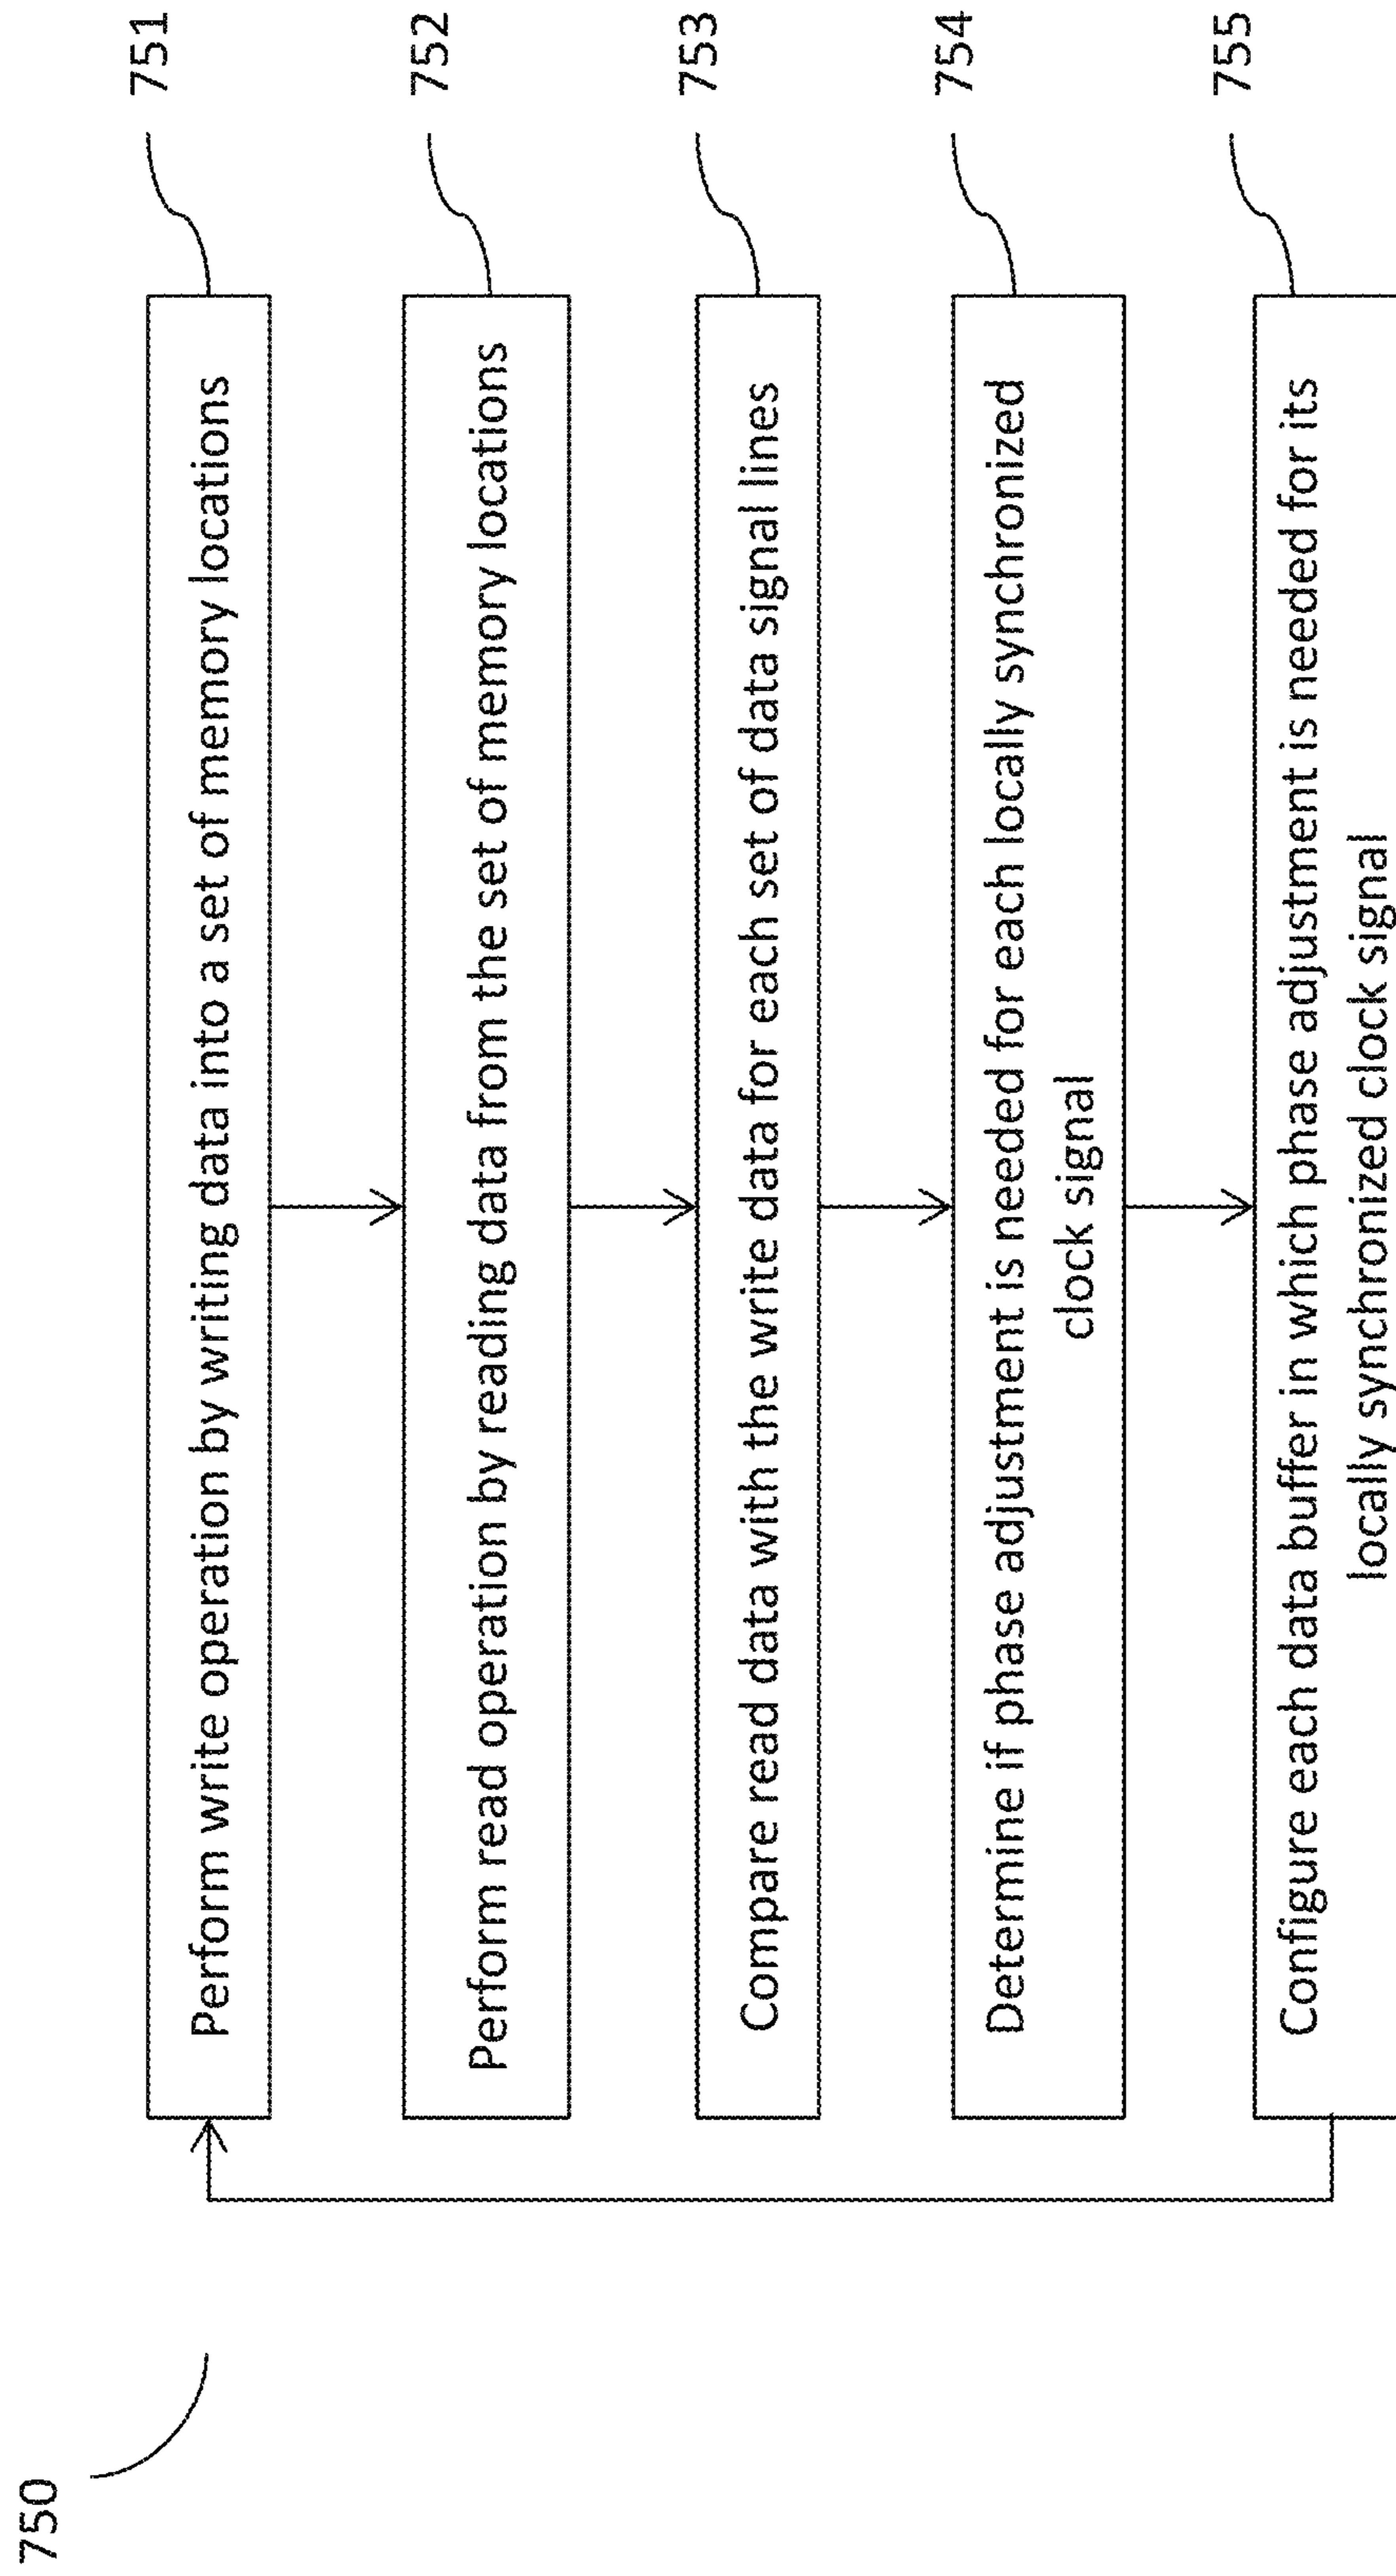 750
Perform write operation by writing data into a set of memory locations
751
Perform read operation by reading data from the set of memory locations
752
Compare read data with the write data for each set of data signal lines
753
Determine if phase adjustment is needed for each locally synchronized
clock signal
754
Configure each data buffer in which phase adjustment is needed for its
locally synchronized clock signal
755